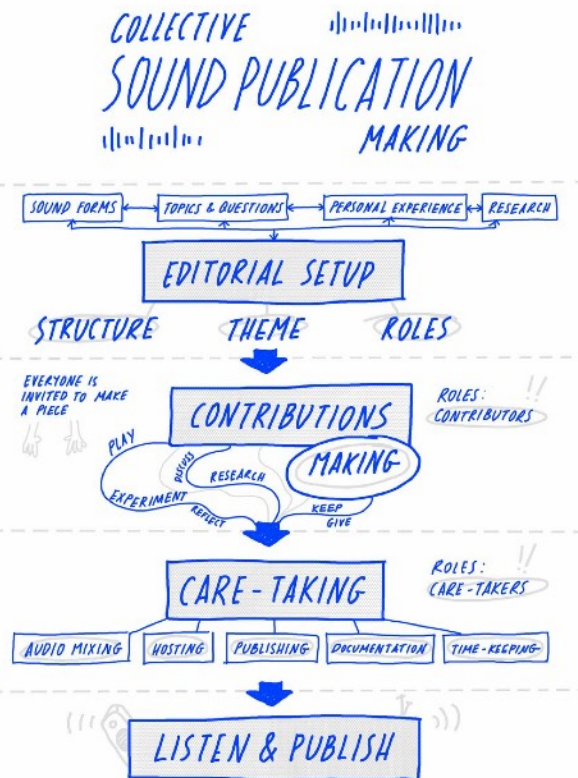 COLLECTIVE
SOUND PUBLICATION
MAKING
SOUND FORMS
TOPICS & QUESTIONS
PERSONAL EXPERIENCE
RESEARCH
EDITORIAL SETUP
STRUCTURE
THEME
ROLES
EVERYONE IS
INVITED TO MAKE
A PIECE
CONTRIBUTIONS
ROLES:
CONTRIBUTORS
!!
PLAY
DISCUSS
RESEARCH
MAKING
EXPERIMENT
REFLECT
KEEP
GIVE
CARE-TAKING
ROLES:
CARE-TAKERS
!!
AUDIO MIXING
HOSTING
PUBLISHING
DOCUMENTATION
TIME-KEEPING
LISTEN & PUBLISH